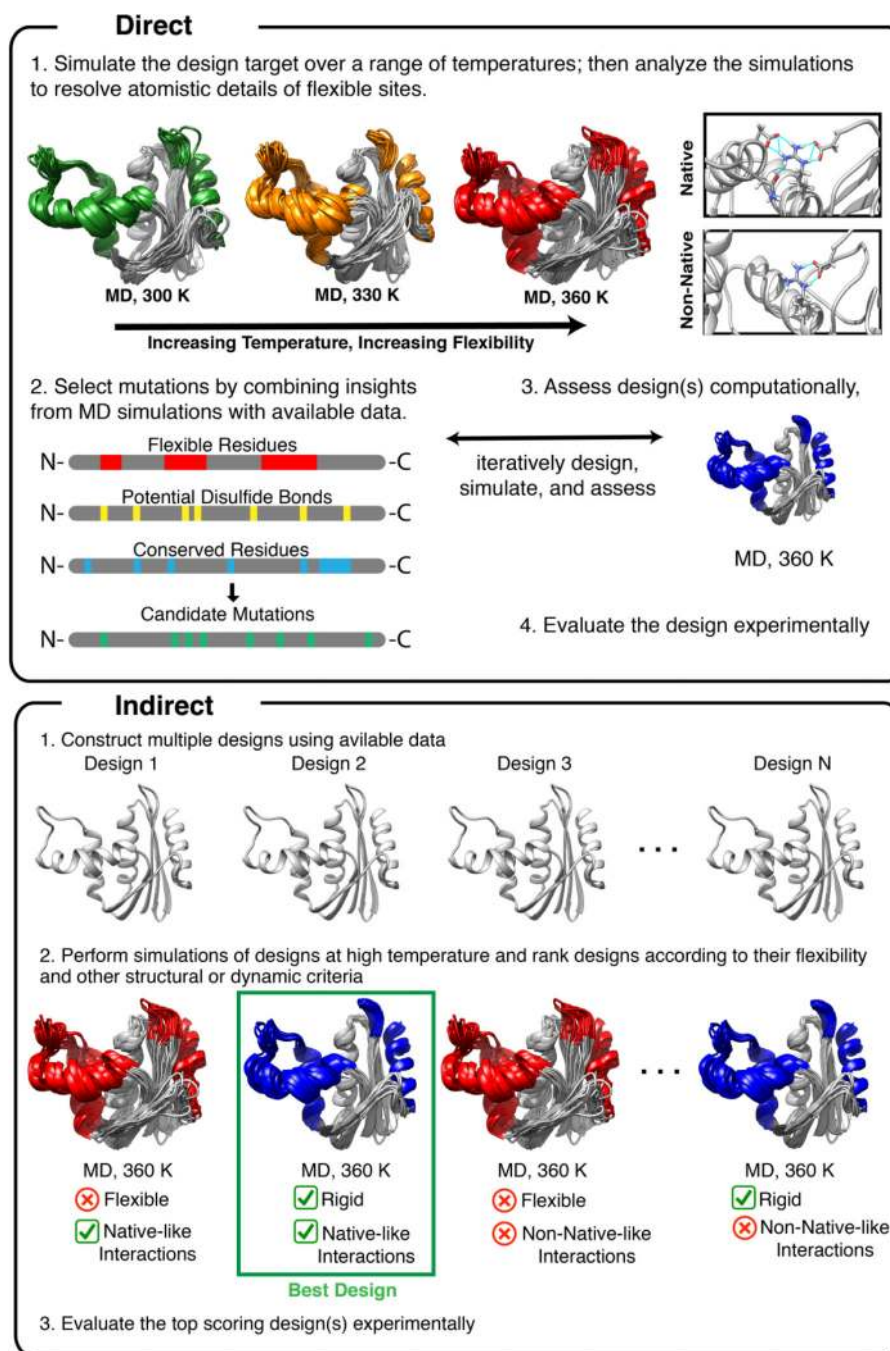 Direct
1. Simulate the design target over a range of temperatures; then analyze the simulations
to resolve atomistic details of flexible sites.
MD, 300 K
MD, 330 K
MD, 360 K
Increasing Temperature, Increasing Flexibility
Native
Non-Native
2. Select mutations by combining insights
from MD simulations with available data.
Flexible Residues
N- -C
Potential Disulfide Bonds
N- -C
Conserved Residues
N- -C
Candidate Mutations
N- -C
3. Assess design(s) computationally,
iteratively design,
simulate, and assess
MD, 360 K
4. Evaluate the design experimentally
Indirect
1. Construct multiple designs using avilable data
Design 1
Design 2
Design 3
. . .
Design N
2. Perform simulations of designs at high temperature and rank designs according to their flexibility
and other structural or dynamic criteria
. . .
MD, 360 K
Flexible
Native-like
Interactions
MD, 360 K
Rigid
Native-like
Interactions
Best Design
MD, 360 K
Flexible
Non-Native-like
Interactions
MD, 360 K
Rigid
Non-Native-like
Interactions
3. Evaluate the top scoring design(s) experimentally